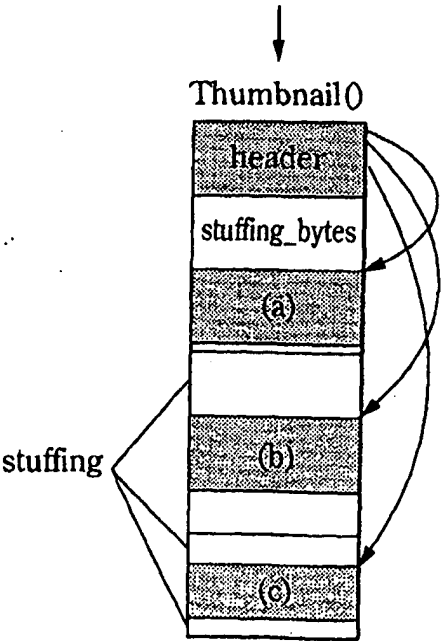 Thumbnail()
header
stuffing_bytes
(a)
(b)
stuffing
(c)